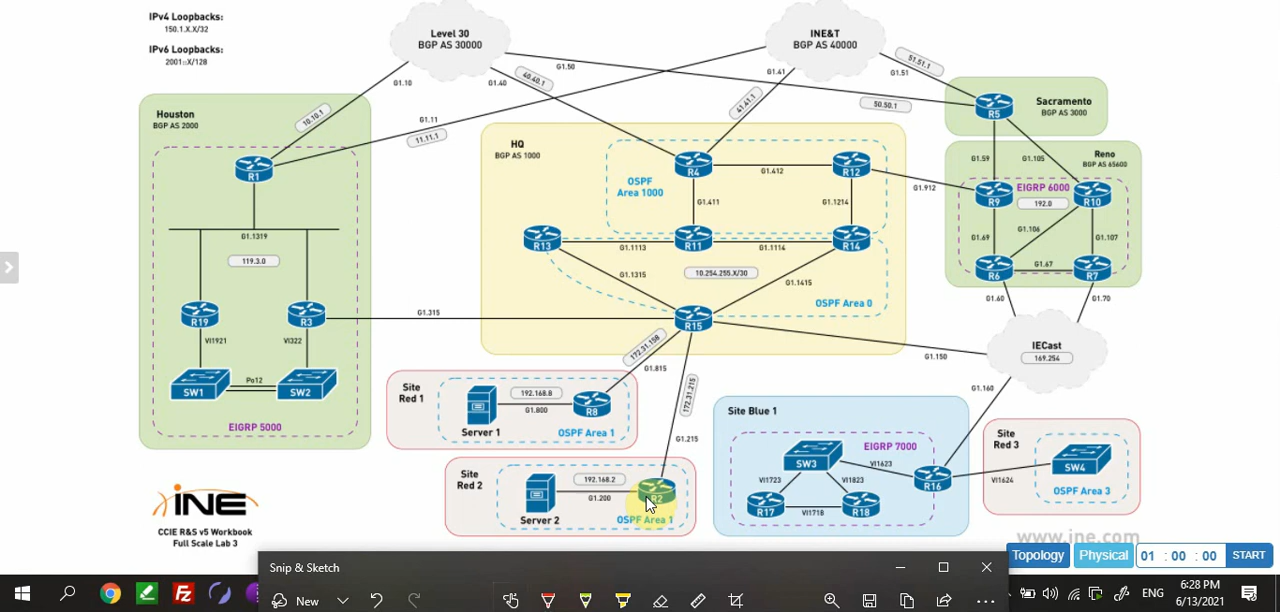 IPv4 Loopbacks:
150.1.X.X/32
IPv6 Loopbacks:
2001::X/128
Level 30
BGP AS 30000
INE&T
BGP AS 40000
G1.10
G1.40
40.40.1
G1.50
G1.41
G1.51
51.51.1
10.10.1
G1.11
11.11.1
41.41.1
50.50.1
Houston
BGP AS 2000
R1
G1.1319
119.3.0
R19
R3
Vl1921
Vl322
SW1
Po12
SW2
EIGRP 5000
G1.315
HQ
BGP AS 1000
OSPF
Area 1000
R4
G1.412
R12
G1.411
G1.1214
R13
G1.1113
R11
G1.1114
R14
G1.1315
10.254.255.X/30
G1.1415
OSPF Area 0
R15
G1.912
R5
Sacramento
BGP AS 3000
G1.59
G1.105
Reno
BGP AS 65600
R9
EIGRP 6000
192.0
R10
G1.69
G1.106
G1.107
R6
G1.67
R7
G1.60
G1.70
IECast
169.254
G1.150
G1.160
172.31.158
G1.815
172.31.215
G1.215
Site
Red 1
192.168.8
G1.800
R8
Server 1
OSPF Area 1
Site
Red 2
192.168.2
G1.200
R2
Server 2
OSPF Area 1
Site Blue 1
EIGRP 7000
SW3
Vl1623
Vl1723
Vl1823
R16
R17
Vl1718
R18
Site
Red 3
Vl1624
SW4
OSPF Area 3
iNE
CCIE R&S v5 Workbook
Full Scale Lab 3
www.ine.com
Topology
Physical
01 : 00 : 00
START
Snip & Sketch
New
ENG
6:28 PM
6/13/2021